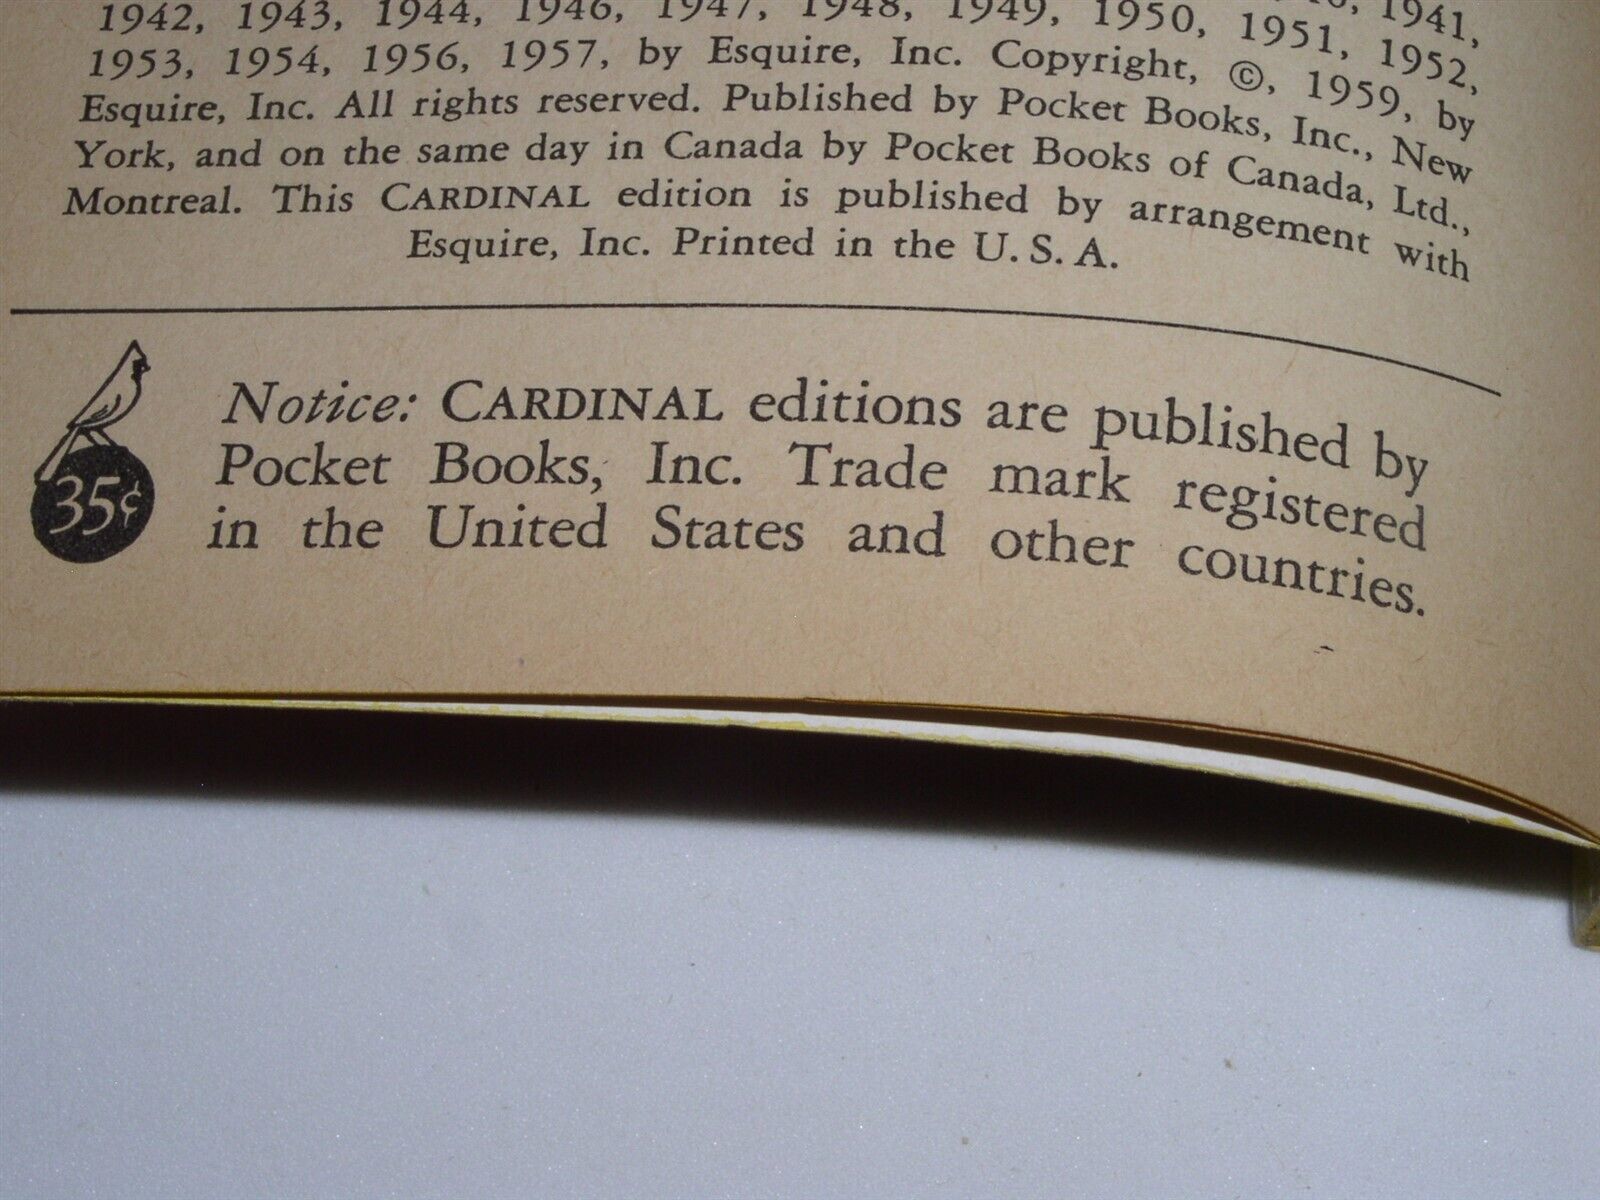 1941,
1942, 1943, 1944, 1946, 1947, 1948, 1949, 1950, 1951, 1952,
1953, 1954, 1956, 1957, by Esquire, Inc. Copyright, ©, 1959, by
Esquire, Inc. All rights reserved. Published by Pocket Books, Inc., New
York, and on the same day in Canada by Pocket Books of Canada, Ltd.,
Montreal. This CARDINAL edition is published by arrangement with
Esquire, Inc. Printed in the U. S. A.
35¢
Notice: CARDINAL editions are published by
Pocket Books, Inc. Trade mark registered
in the United States and other countries.